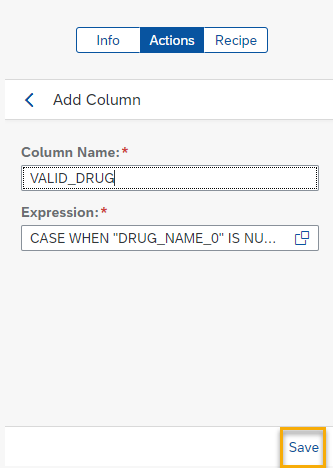 Info Actions Recipe
Add Column
Column Name:*
VALID_DRUG
Expression:*
CASE WHEN "DRUG_NAME_0" IS NU...
Save